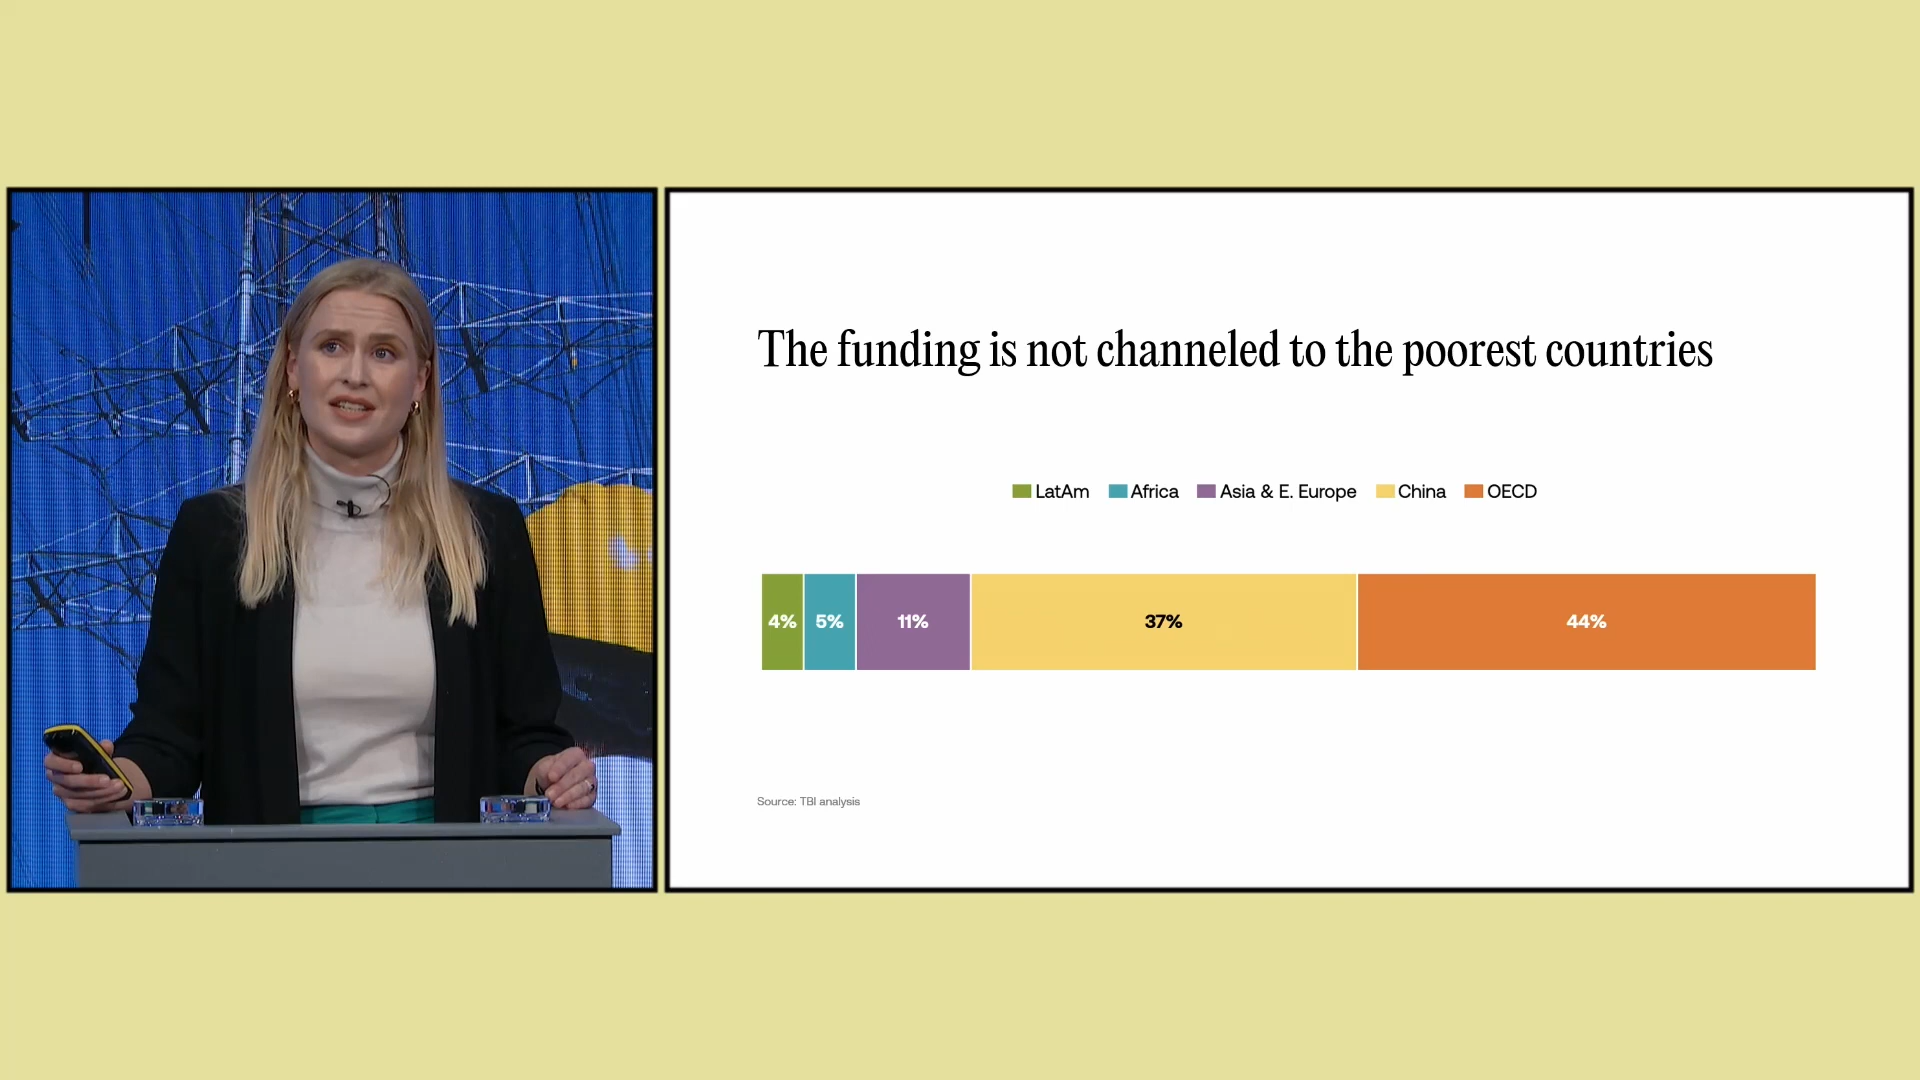 The funding is not channeled to the poorest countries
LatAm Africa Asia & E. Europe China OECD
4% 5% 11% 37% 44%
Source: TBI analysis